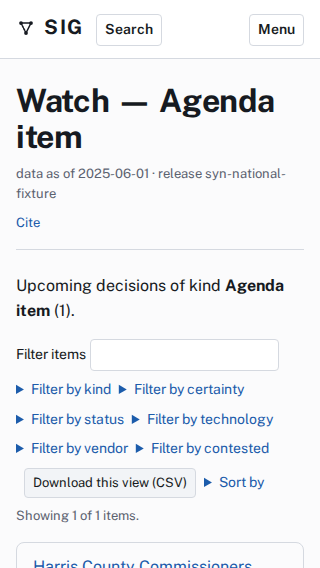 SIG Search Menu
Watch — Agenda
item
data as of 2025-06-01 · release syn-national-
fixture
Cite
Upcoming decisions of kind Agenda
item (1).
Filter items
▶ Filter by kind ▶ Filter by certainty
▶ Filter by status ▶ Filter by technology
▶ Filter by vendor ▶ Filter by contested
Download this view (CSV) ▶ Sort by
Showing 1 of 1 items.
Harris County Commissioners